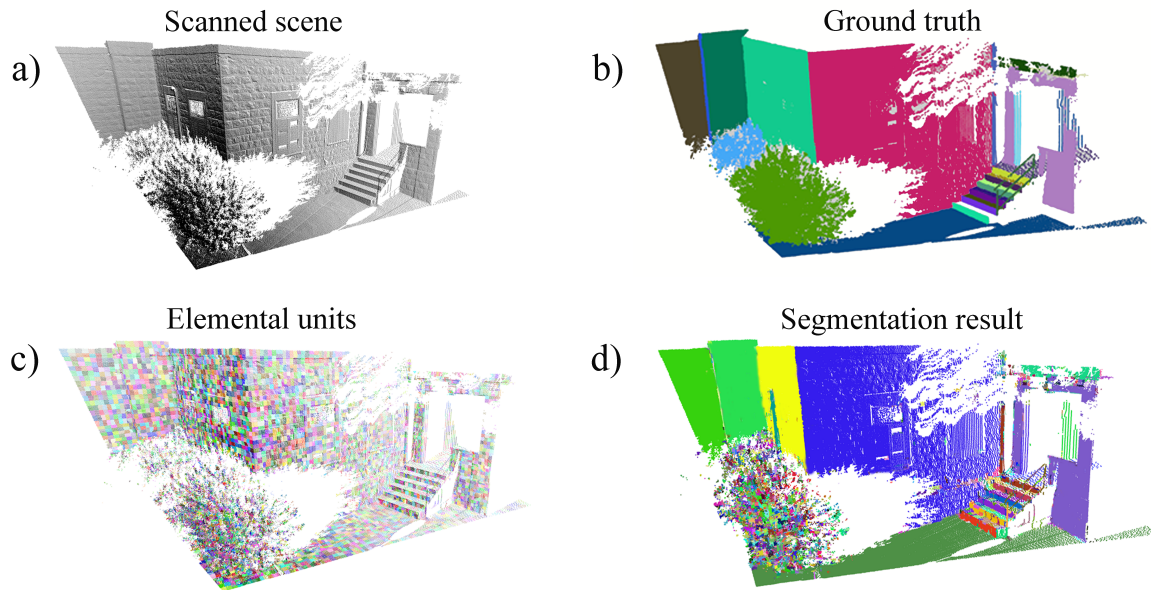 Scanned scene
Ground truth
a)
b)
Elemental units
Segmentation result
c)
d)